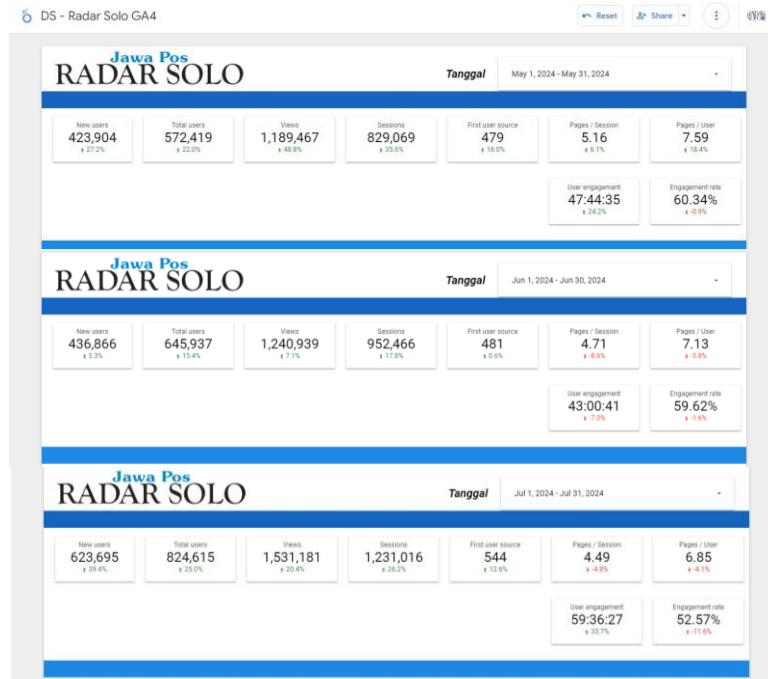 DS - Radar Solo GA4
Reset
Share
Jawa Pos
RADAR SOLO
Tanggal
May 1, 2024 - May 31, 2024
New users
423,904
27.2%
Total users
572,419
22.0%
Views
1,189,467
48.8%
Sessions
829,069
35.6%
First user source
479
18.0%
Pages / Session
5.16
6.1%
Pages / User
7.59
18.4%
User engagement
47:44:35
24.2%
Engagement rate
60.34%
-0.9%
Jawa Pos
RADAR SOLO
Tanggal
Jun 1, 2024 - Jun 30, 2024
New users
436,866
5.3%
Total users
645,937
15.4%
Views
1,240,939
7.1%
Sessions
952,466
17.8%
First user source
481
0.6%
Pages / Session
4.71
-8.6%
Pages / User
7.13
-5.8%
User engagement
43:00:41
-7.0%
Engagement rate
59.62%
-1.6%
Jawa Pos
RADAR SOLO
Tanggal
Jul 1, 2024 - Jul 31, 2024
New users
623,695
39.4%
Total users
824,615
25.0%
Views
1,531,181
20.4%
Sessions
1,231,016
26.2%
First user source
544
12.6%
Pages / Session
4.49
-4.8%
Pages / User
6.85
-4.1%
User engagement
59:36:27
33.7%
Engagement rate
52.57%
-11.6%